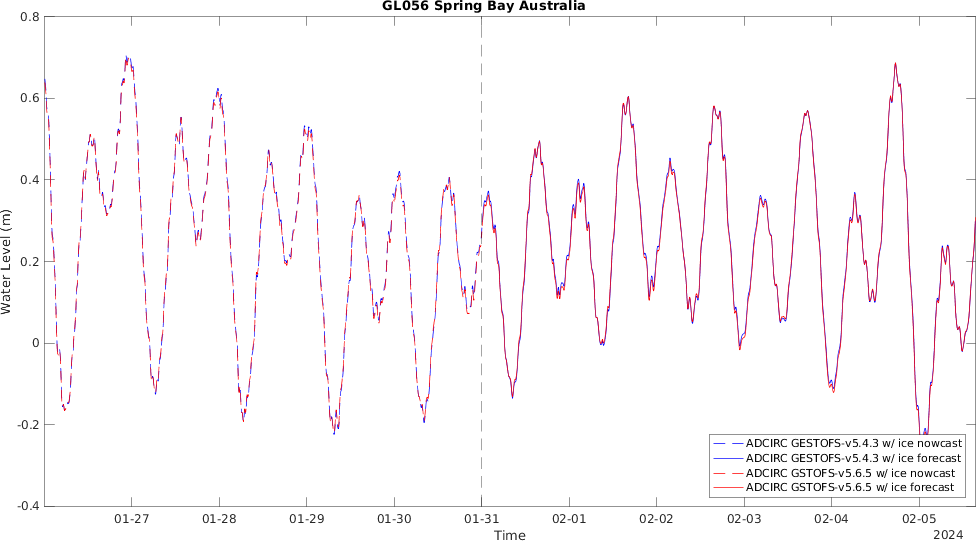 GL056 Spring Bay Australia
0.8
0.6
0.4
0.2
0
-0.2
-0.4
Water Level (m)
01-27
01-28
01-29
01-30
01-31
02-01
02-02
02-03
02-04
02-05
Time
2024
ADCIRC GESTOFS-v5.4.3 w/ ice nowcast
ADCIRC GESTOFS-v5.4.3 w/ ice forecast
ADCIRC GSTOFS-v5.6.5 w/ ice nowcast
ADCIRC GSTOFS-v5.6.5 w/ ice forecast